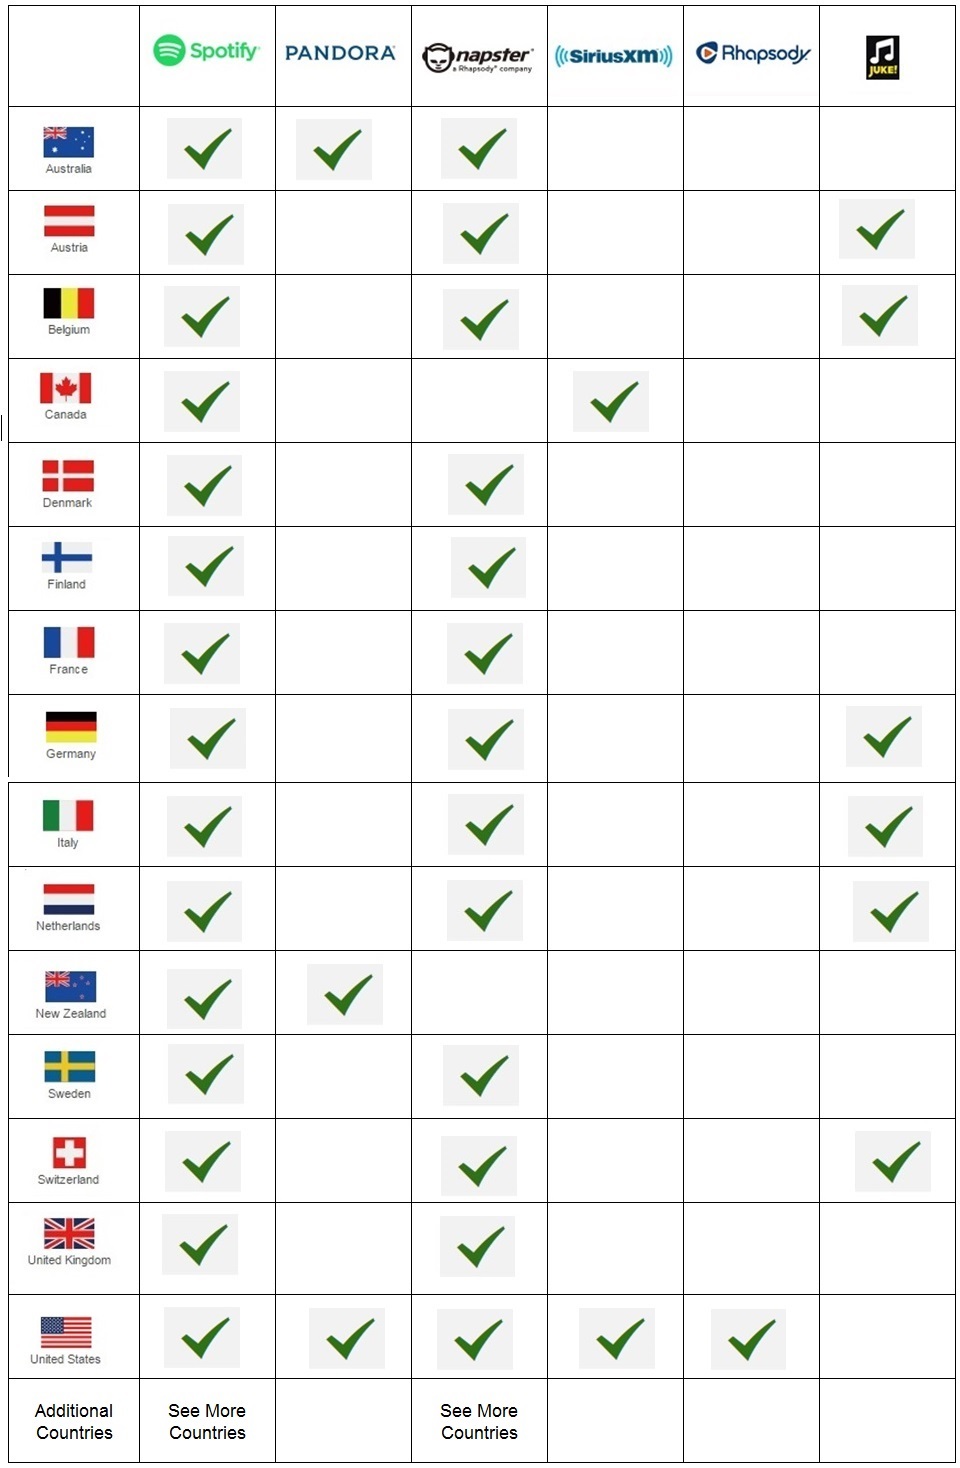 Spotify®
PANDORA®
napster®
a Rhapsody® company
SiriusXM
Rhapsody.
JUKE!
Australia
Austria
Belgium
Canada
Denmark
Finland
France
Germany
Italy
Netherlands
New Zealand
Sweden
Switzerland
United Kingdom
United States
Additional
Countries
See More
Countries
See More
Countries